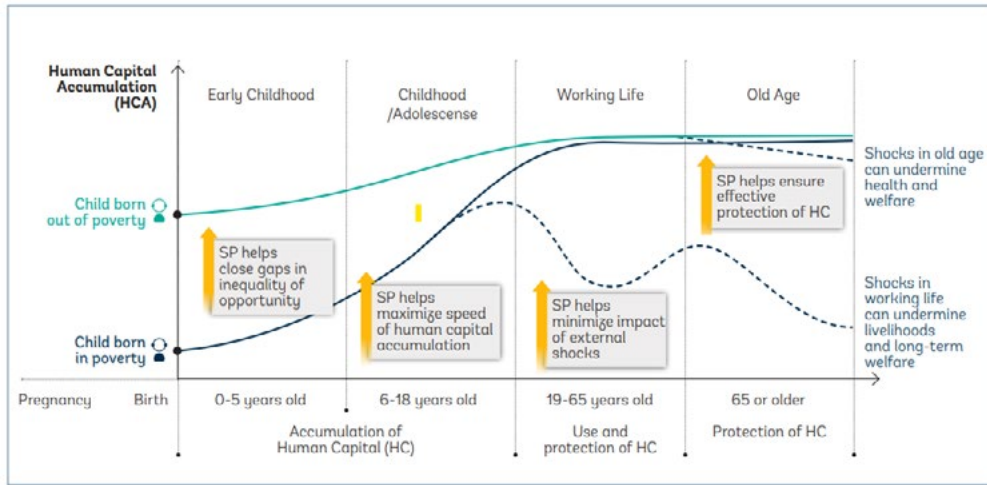 Human Capital
Accumulation
(HCA)
Early Childhood
Childhood
/Adolescense
Working Life
Old Age
Child born
out of poverty
Child born
in poverty
SP helps
close gaps in
inequality of
opportunity
SP helps
maximize speed
of human capital
accumulation
SP helps
minimize impact
of external
shocks
SP helps ensure
effective
protection of HC
Shocks in old age
can undermine
health and
welfare
Shocks in
working life
can undermine
livelihoods
and long-term
welfare
Pregnancy
Birth
0-5 years old
6-18 years old
19-65 years old
65 or older
Accumulation of
Human Capital (HC)
Use and
protection of HC
Protection of HC